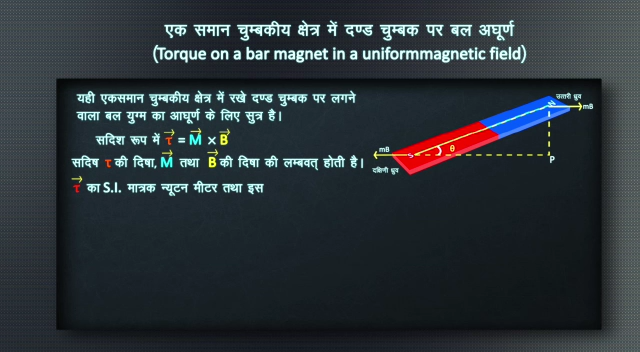 एक समान चुम्बकीय क्षेत्र में दण्ड चुम्बक पर बल अघूर्ण
(Torque on a bar magnet in a uniformmagnetic field)
यही एकसमान चुम्बकीय क्षेत्र में रखे दण्ड चुम्बक पर लगने
वाला बल युग्म का आघूर्ण के लिए सुत्र है।
सदिश रूप में τ⃗ = M⃗ x B⃗
सदिष τ की दिषा, M⃗ तथा B⃗ की दिषा की लम्बवत् होती है।
τ⃗ का S.I. मात्रक न्यूटन मीटर तथा इस
उत्तरी ध्रुव
N
mB
mB
S
θ
P
दक्षिणी ध्रुव